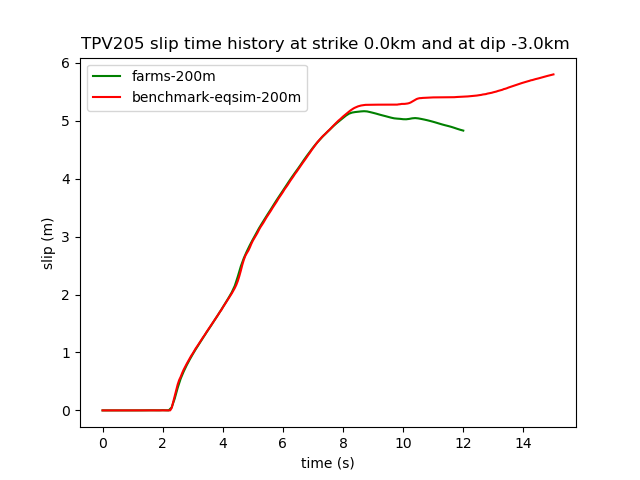 TPV205 slip time history at strike 0.0km and at dip -3.0km
farms-200m
benchmark-eqsim-200m
6
5
4
3
2
1
0
slip (m)
0 2 4 6 8 10 12 14
time (s)